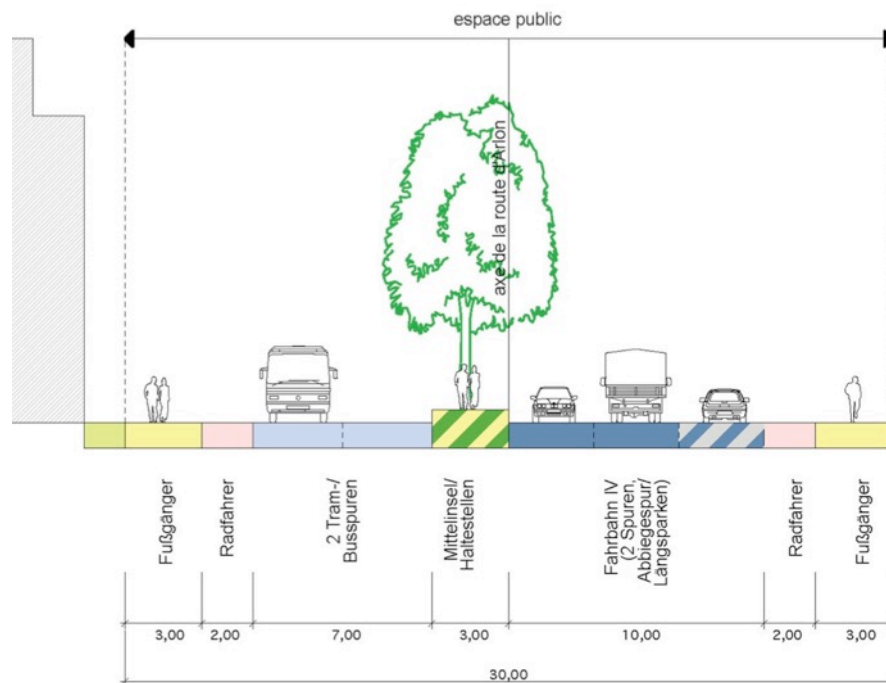 espace public
axe de la route d'Arlon
Fußgänger
Radfahrer
2 Tram-/
Busspuren
Mittelinsel/
Haltestellen
Fahrbahn IV
(2 Spuren,
Abbiegespur/
Längsparken)
Radfahrer
Fußgänger
3,00
2,00
7,00
3,00
10,00
2,00
3,00
30,00